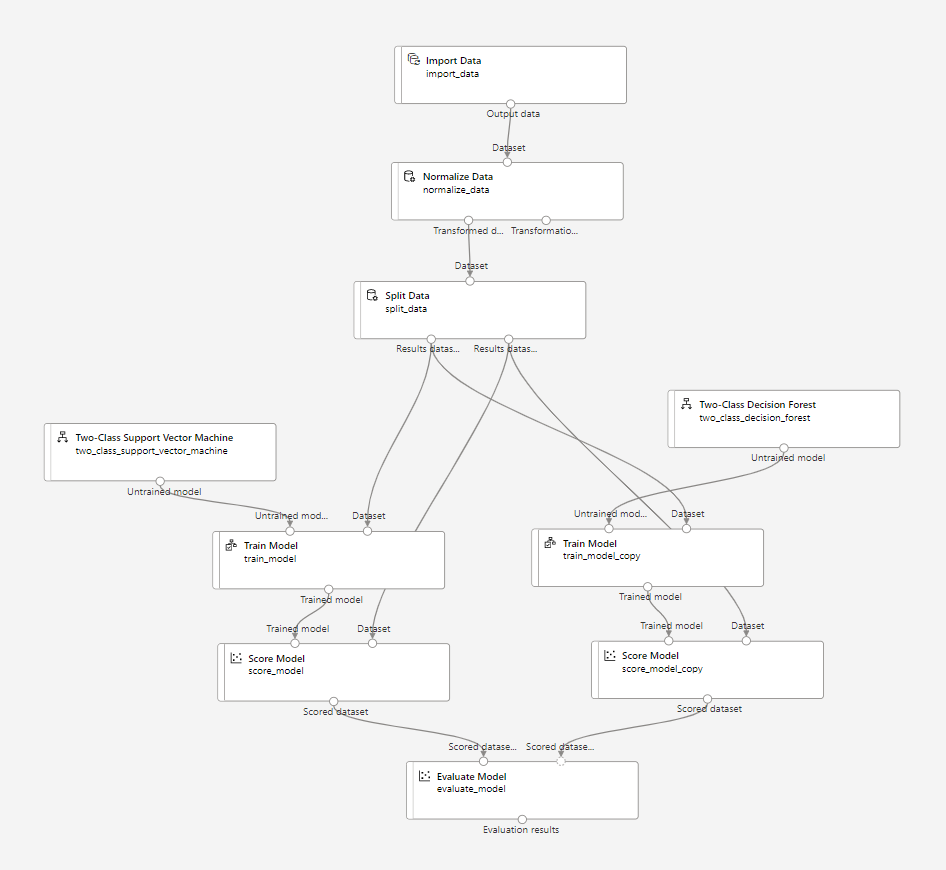 Import Data
import_data
Output data
Dataset
Normalize Data
normalize_data
Transformed d... Transformatio...
Dataset
Split Data
split_data
Results datas... Results datas...
Two-Class Decision Forest
two_class_decision_forest
Untrained model
Two-Class Support Vector Machine
two_class_support_vector_machine
Untrained model
Untrained mod... Dataset
Train Model
train_model
Trained model
Untrained mod... Dataset
Train Model
train_model_copy
Trained model
Trained model Dataset
Score Model
score_model
Scored dataset
Trained model Dataset
Score Model
score_model_copy
Scored dataset
Scored datase... Scored datase...
Evaluate Model
evaluate_model
Evaluation results